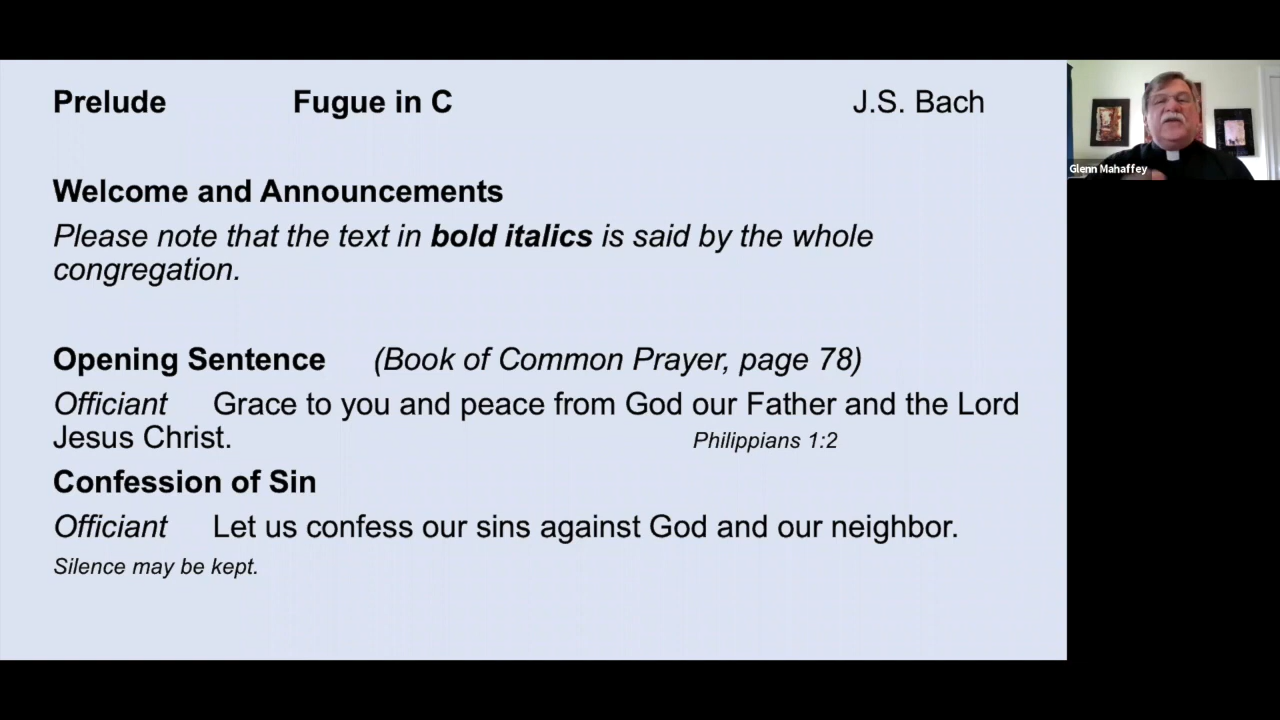 Prelude Fugue in C J.S. Bach
Welcome and Announcements
Please note that the text in bold italics is said by the whole
congregation.
Opening Sentence (Book of Common Prayer, page 78)
Officiant Grace to you and peace from God our Father and the Lord
Jesus Christ. Philippians 1:2
Confession of Sin
Officiant Let us confess our sins against God and our neighbor.
Silence may be kept.
Glenn Mahaffey